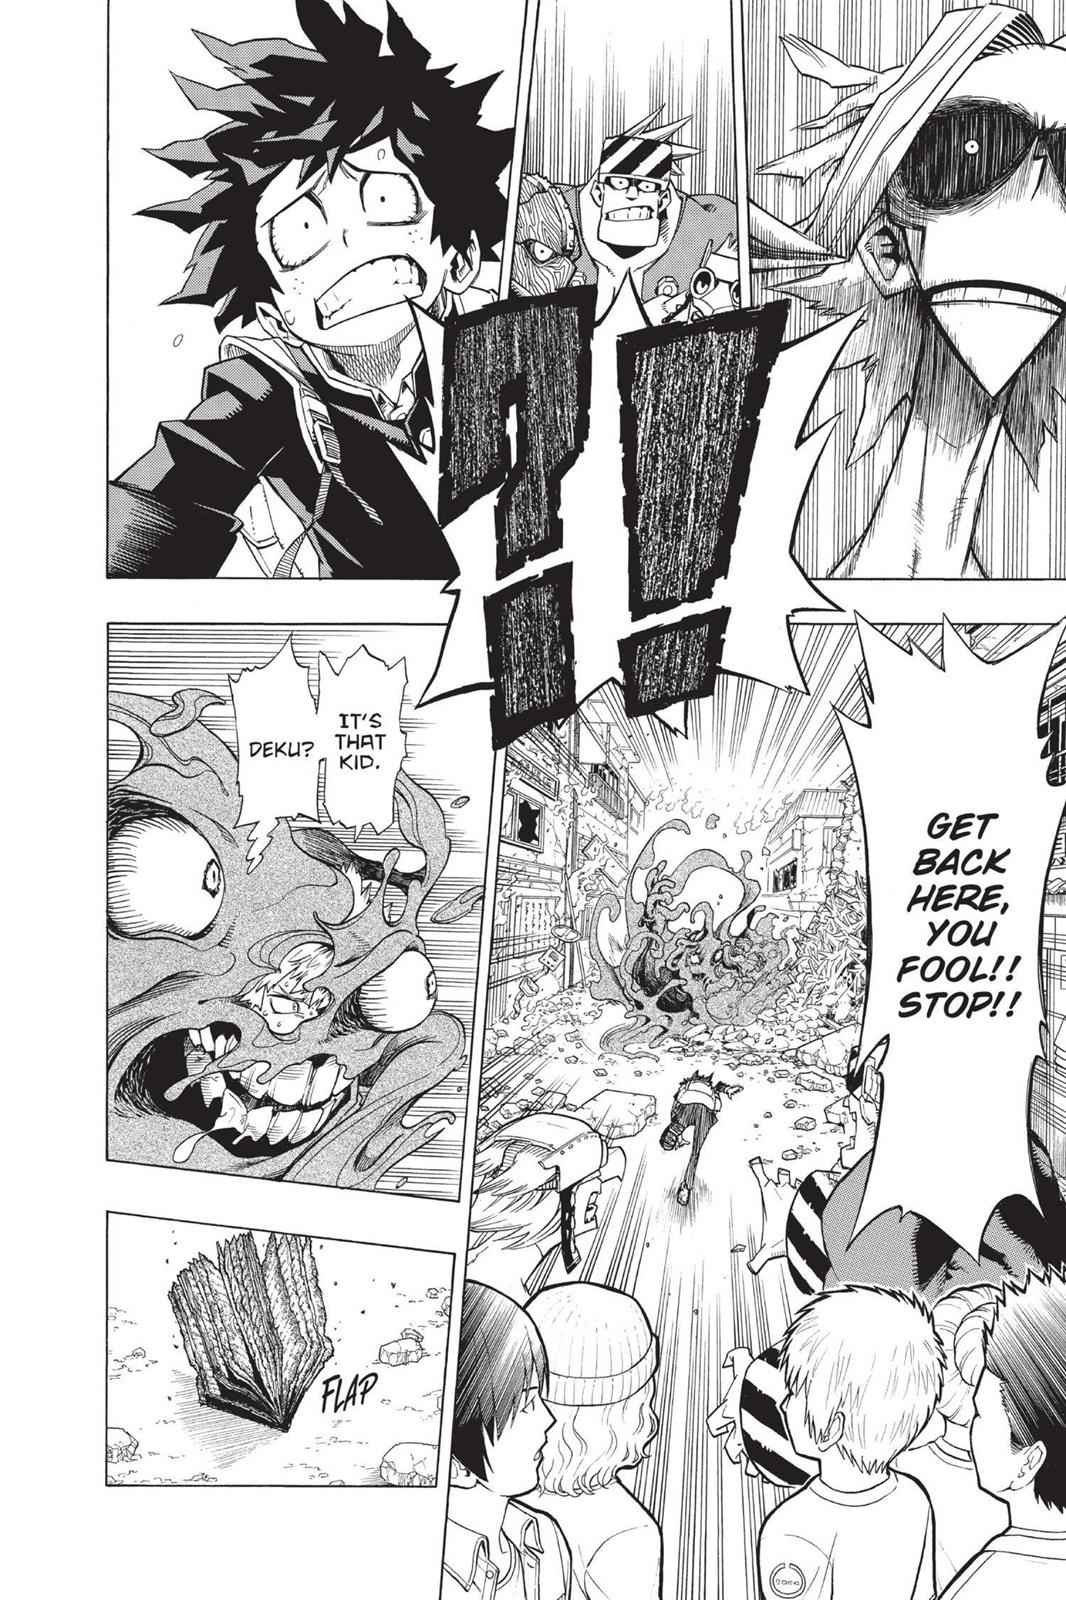 ?!
GET
BACK
HERE,
YOU
FOOL!!
STOP!!
IT'S
THAT
KID.
DEKU?
FLAP